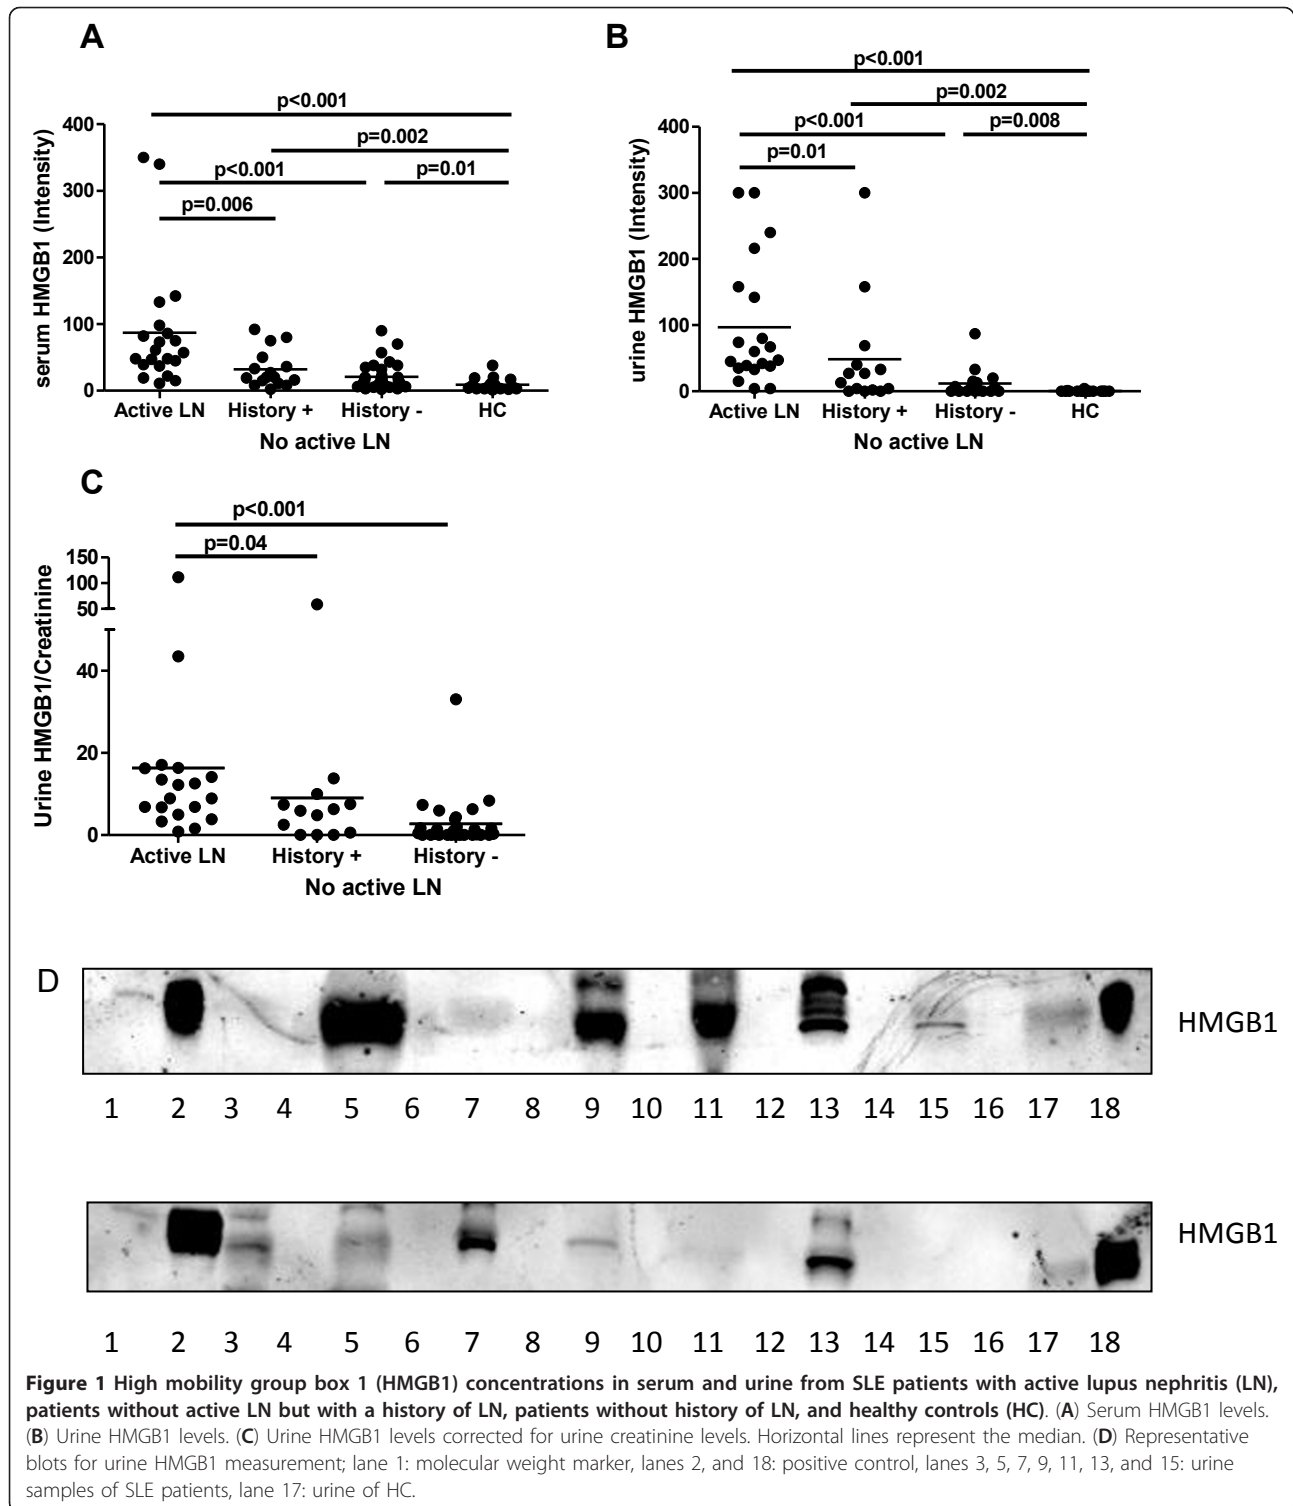 A
p<0.001
p=0.002
p<0.001
p=0.01
p=0.006
serum HMGB1 (Intensity)
400
300
200
100
0
Active LN History + History - HC
No active LN
B
p<0.001
p=0.002
p<0.001
p=0.008
p=0.01
urine HMGB1 (Intensity)
400
300
200
100
0
Active LN History + History - HC
No active LN
C
p<0.001
p=0.04
Urine HMGB1/Creatinine
150
100
50
40
20
0
Active LN History + History -
No active LN
D
HMGB1
1 2 3 4 5 6 7 8 9 10 11 12 13 14 15 16 17 18
HMGB1
1 2 3 4 5 6 7 8 9 10 11 12 13 14 15 16 17 18
Figure 1 High mobility group box 1 (HMGB1) concentrations in serum and urine from SLE patients with active lupus nephritis (LN),
patients without active LN but with a history of LN, patients without history of LN, and healthy controls (HC). (A) Serum HMGB1 levels.
(B) Urine HMGB1 levels. (C) Urine HMGB1 levels corrected for urine creatinine levels. Horizontal lines represent the median. (D) Representative
blots for urine HMGB1 measurement; lane 1: molecular weight marker, lanes 2, and 18: positive control, lanes 3, 5, 7, 9, 11, 13, and 15: urine
samples of SLE patients, lane 17: urine of HC.